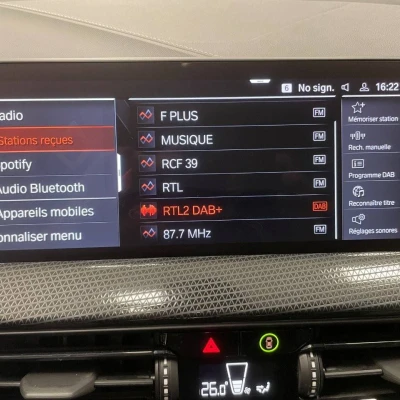 6 No sign. 16:22
adio
Stations reçues
potify
Audio Bluetooth
Appareils mobiles
onnaliser menu
F PLUS FM
MUSIQUE FM
RCF 39 FM
RTL FM
RTL2 DAB+ DAB
87.7 MHz FM
Mémoriser station
Rech. manuelle
Programme DAB
Reconnaître titre
Réglages sonores
26.0